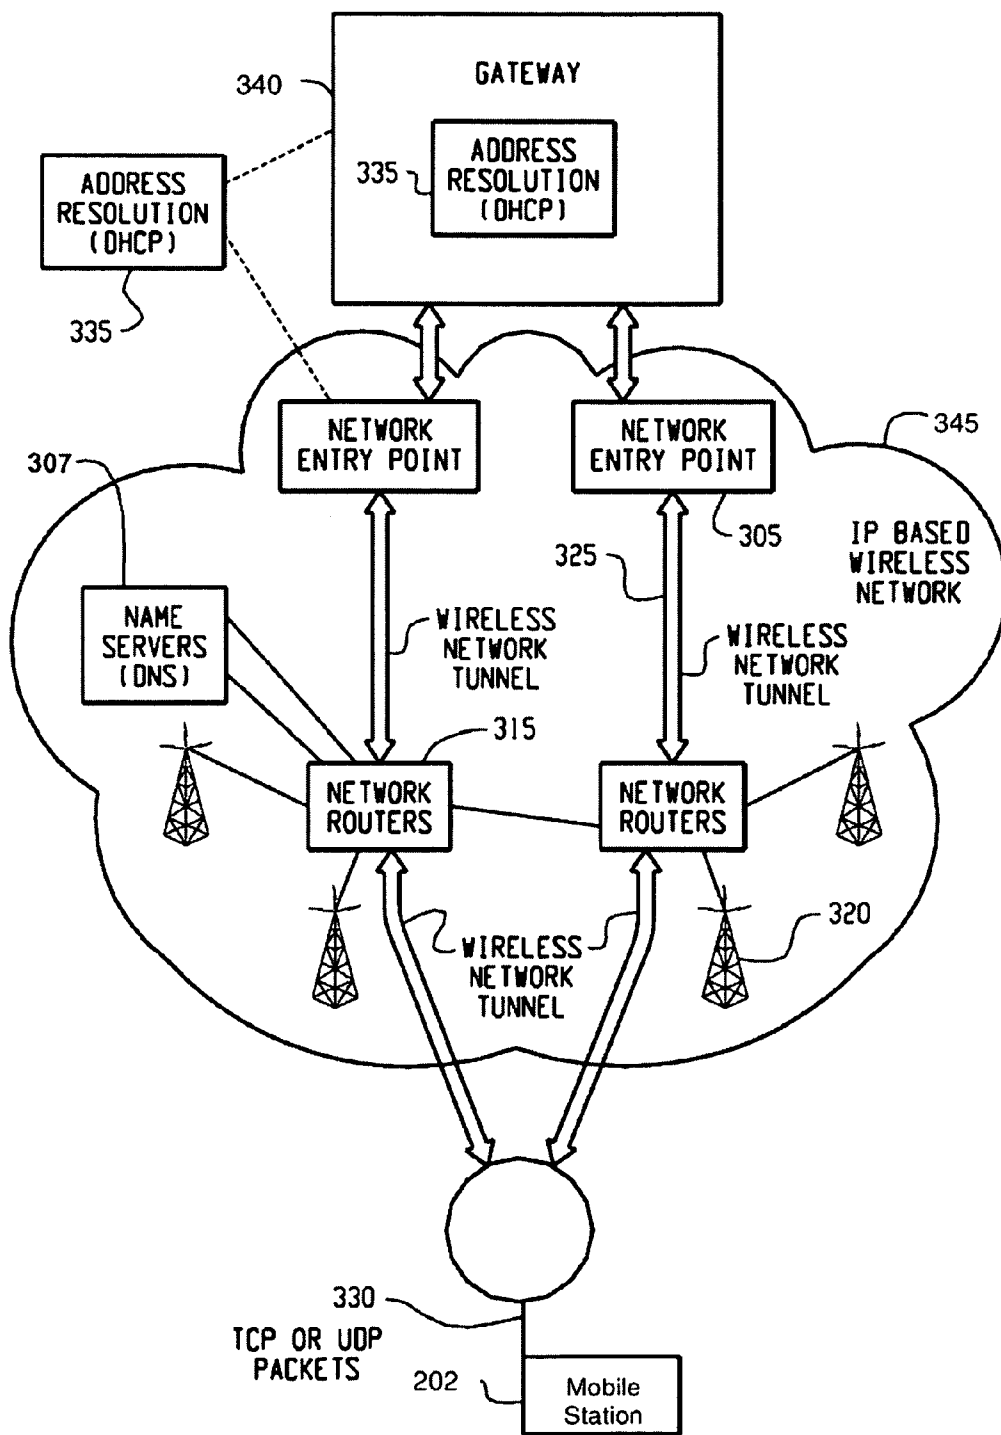 340
GATEWAY
335
ADDRESS
RESOLUTION
(DHCP)
ADDRESS
RESOLUTION
(DHCP)
335
NETWORK
ENTRY POINT
NETWORK
ENTRY POINT
345
307
305
325
IP BASED
WIRELESS
NETWORK
NAME
SERVERS
(DNS)
WIRELESS
NETWORK
TUNNEL
WIRELESS
NETWORK
TUNNEL
315
NETWORK
ROUTERS
NETWORK
ROUTERS
320
WIRELESS
NETWORK
TUNNEL
330
TCP OR UDP
PACKETS
202
Mobile
Station